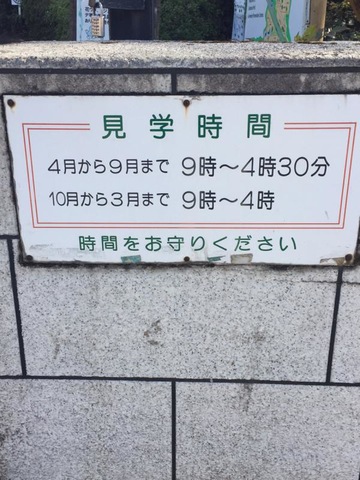 見学時間
4月から9月まで 9時～4時30分
10月から3月まで 9時～4時
時間をお守りください